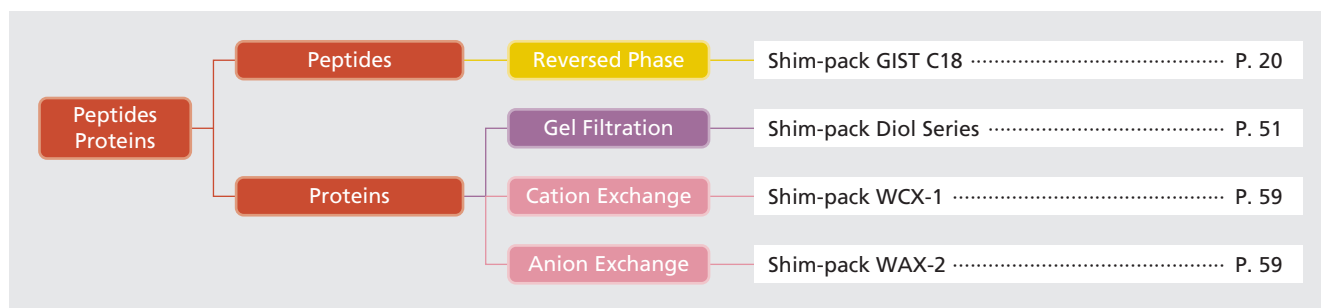 Peptides
Proteins
Peptides
Reversed Phase
Shim-pack GIST C18 ··········································· P. 20
Gel Filtration
Shim-pack Diol Series ········································ P. 51
Proteins
Cation Exchange
Shim-pack WCX-1 ·············································· P. 59
Anion Exchange
Shim-pack WAX-2 ·············································· P. 59